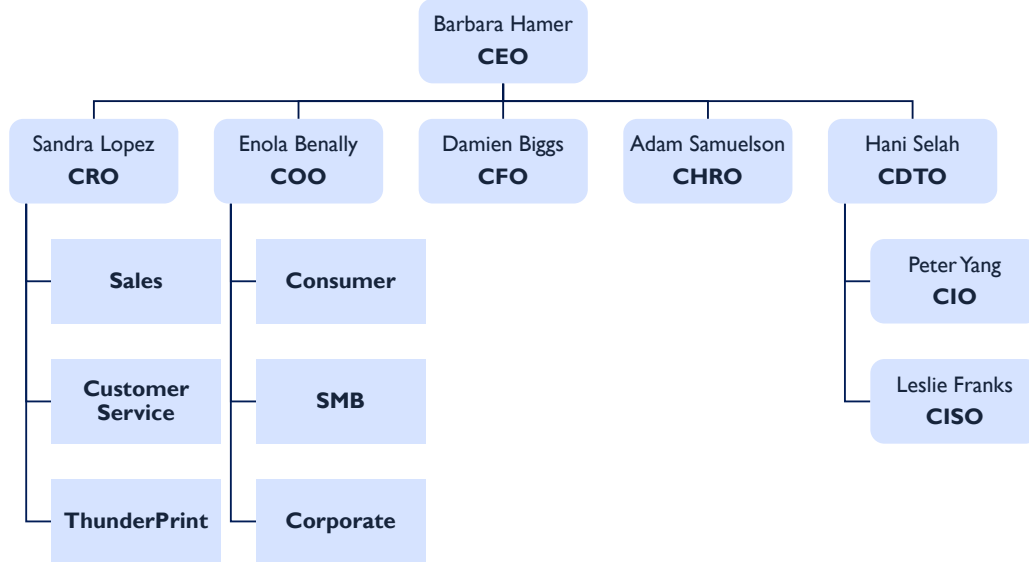 Barbara Hamer
CEO
Sandra Lopez
CRO
Enola Benally
COO
Damien Biggs
CFO
Adam Samuelson
CHRO
Hani Selah
CDTO
Sales
Customer
Service
ThunderPrint
Consumer
SMB
Corporate
Peter Yang
CIO
Leslie Franks
CISO